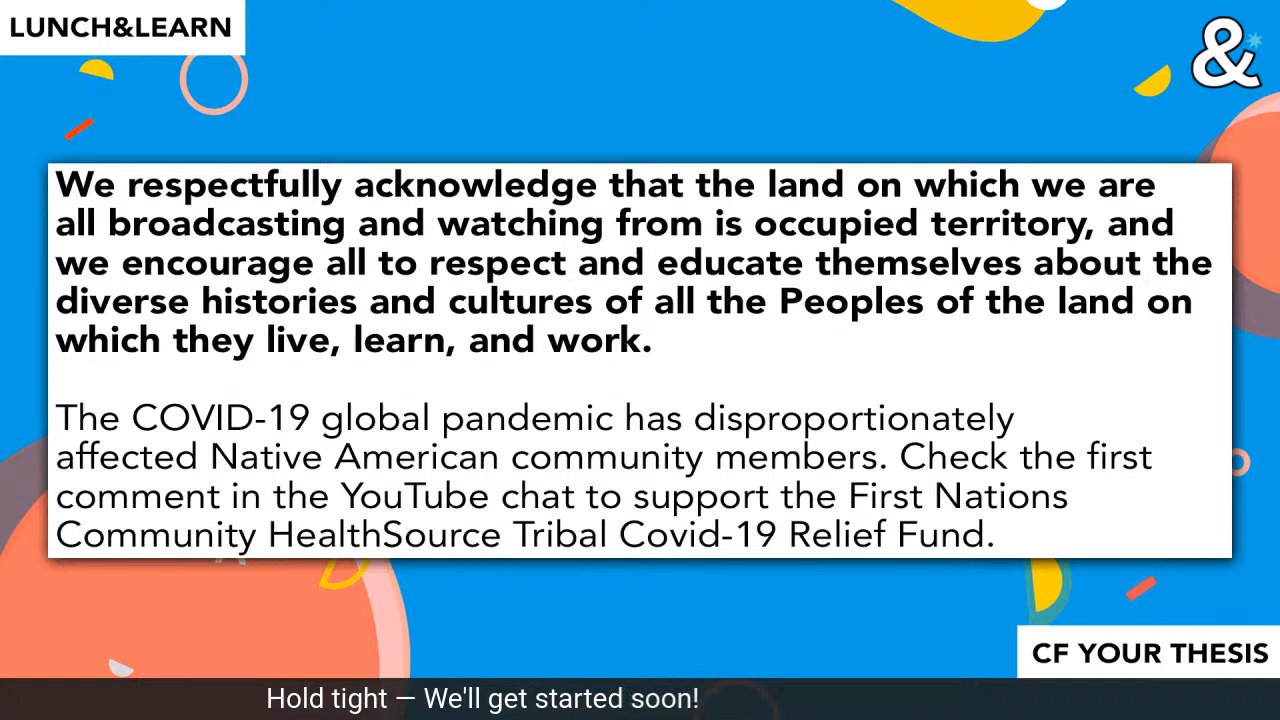 LUNCH&LEARN
&
We respectfully acknowledge that the land on which we are
all broadcasting and watching from is occupied territory, and
we encourage all to respect and educate themselves about the
diverse histories and cultures of all the Peoples of the land on
which they live, learn, and work.
The COVID-19 global pandemic has disproportionately
affected Native American community members. Check the first
comment in the YouTube chat to support the First Nations
Community HealthSource Tribal Covid-19 Relief Fund.
CF YOUR THESIS
Hold tight — We'll get started soon!